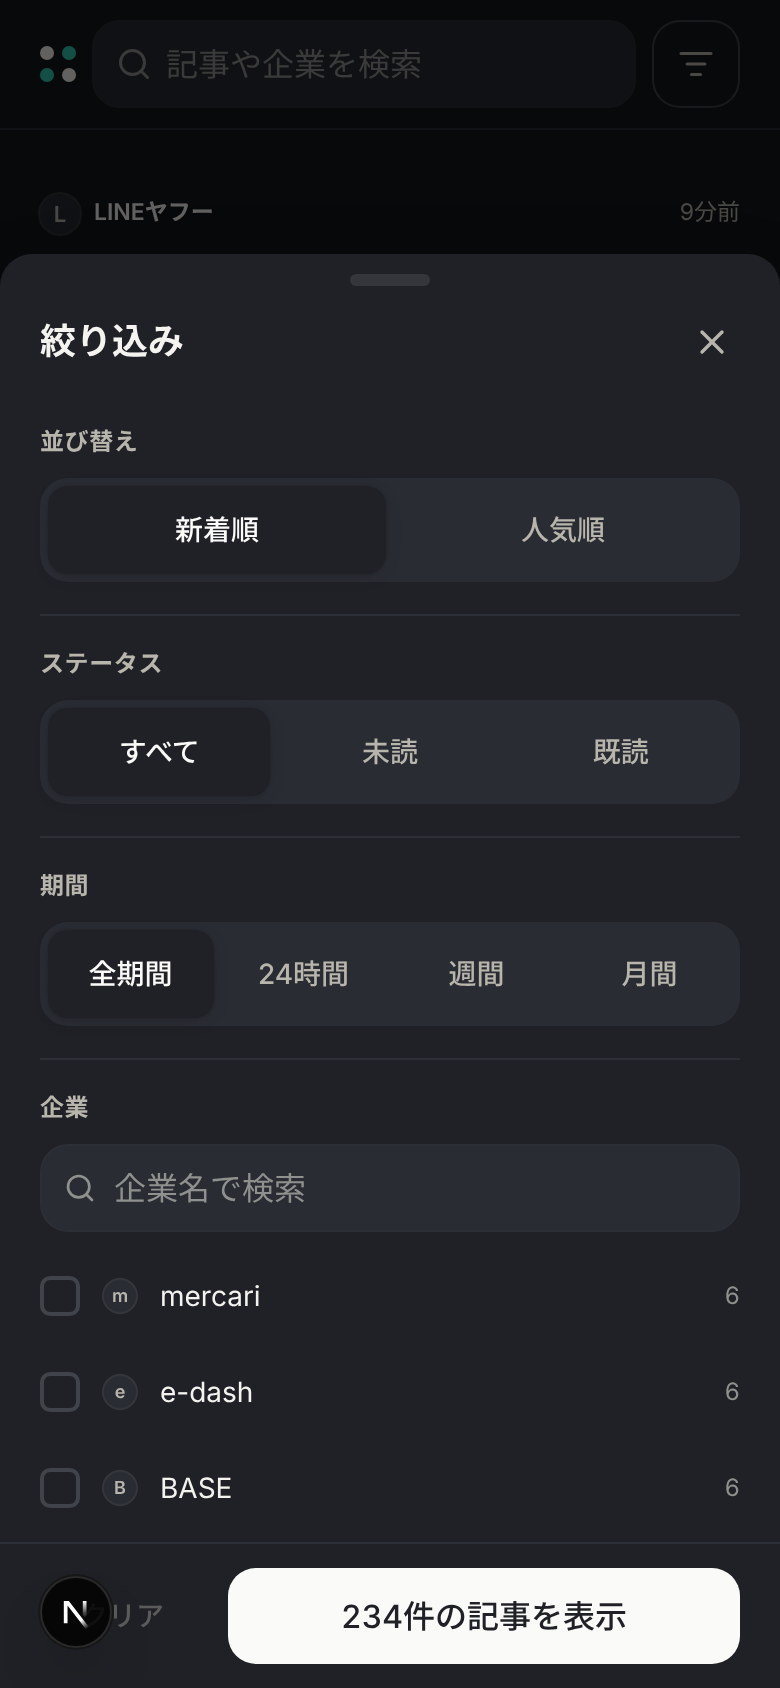 記事や企業を検索
L LINEヤフー 9分前
絞り込み
並び替え
新着順 人気順
ステータス
すべて 未読 既読
期間
全期間 24時間 週間 月間
企業
企業名で検索
m mercari 6
e e-dash 6
B BASE 6
N リア 234件の記事を表示